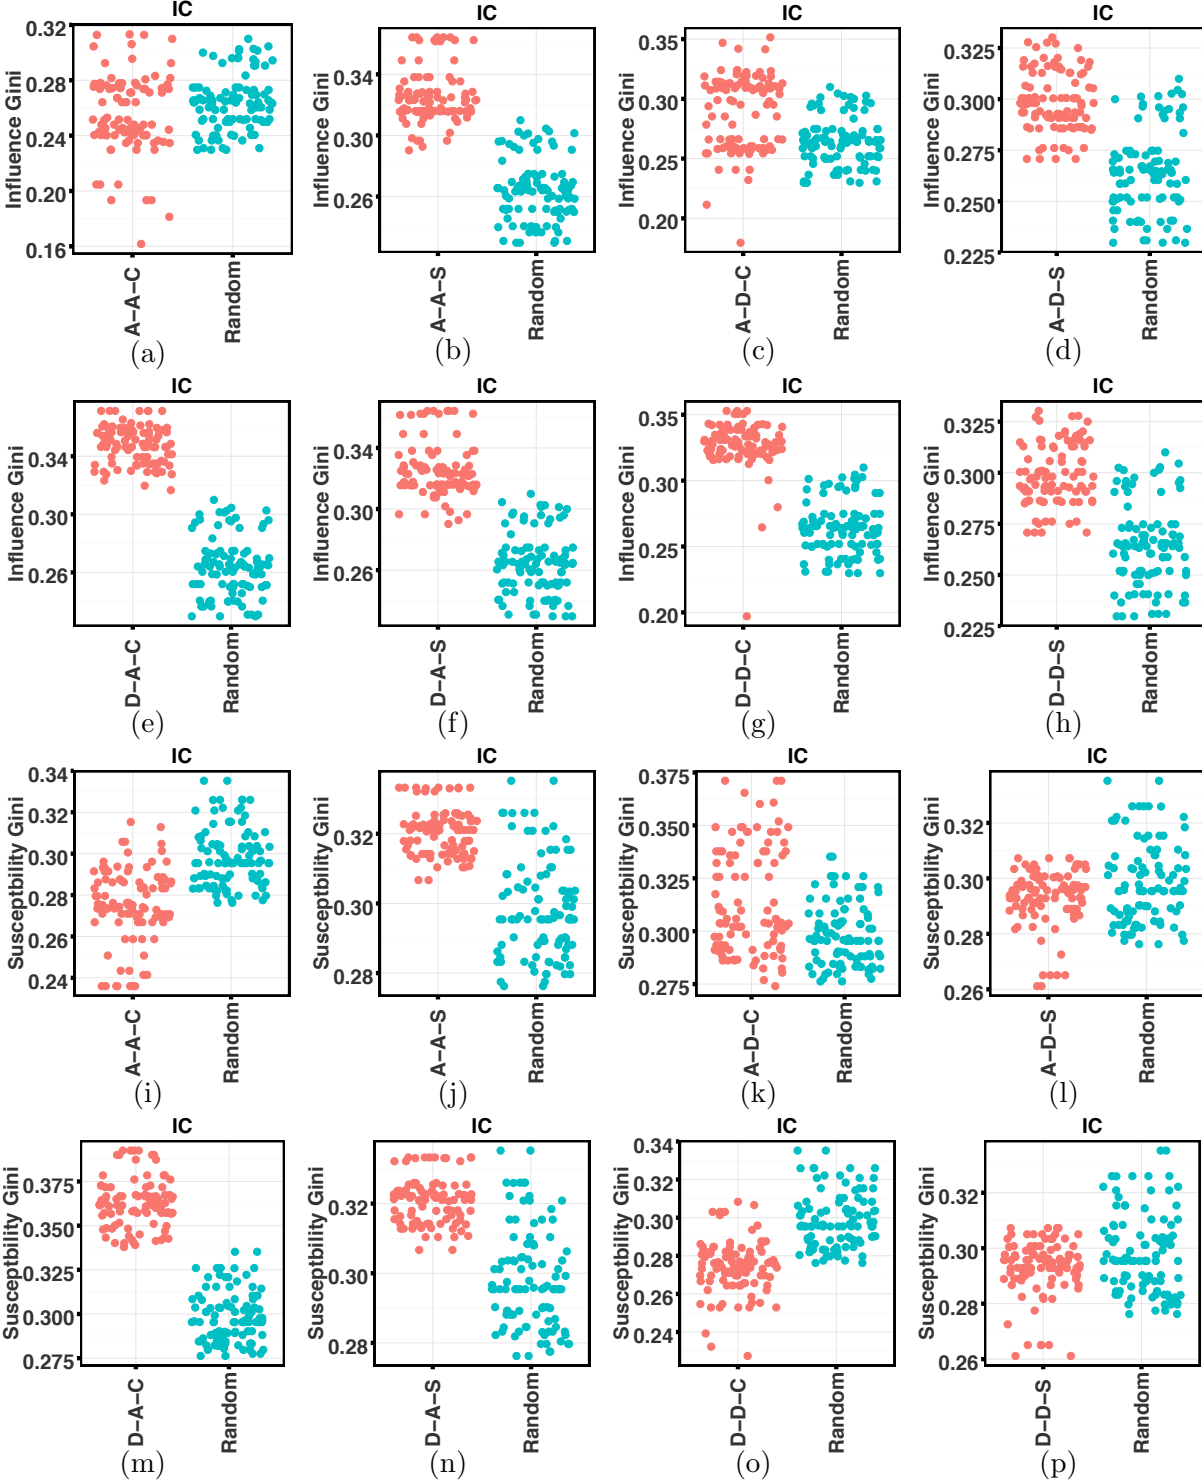 IC IC IC IC
Influence Gini 0.32 0.28 0.24 0.20 0.16 A−A−C Random
Influence Gini 0.34 0.30 0.26 A−A−S Random
Influence Gini 0.35 0.30 0.25 0.20 A−D−C Random
Influence Gini 0.325 0.300 0.275 0.250 0.225 A−D−S Random
(a) (b) (c) (d)
IC IC IC IC
Influence Gini 0.34 0.30 0.26 D−A−C Random
Influence Gini 0.34 0.30 0.26 D−A−S Random
Influence Gini 0.35 0.30 0.25 0.20 D−D−C Random
Influence Gini 0.325 0.300 0.275 0.250 0.225 D−D−S Random
(e) (f) (g) (h)
IC IC IC IC
Susceptbility Gini 0.34 0.32 0.30 0.28 0.26 0.24 A−A−C Random
Susceptbility Gini 0.32 0.30 0.28 A−A−S Random
Susceptbility Gini 0.375 0.350 0.325 0.300 0.275 A−D−C Random
Susceptbility Gini 0.32 0.30 0.28 0.26 A−D−S Random
(i) (j) (k) (l)
IC IC IC IC
Susceptbility Gini 0.375 0.350 0.325 0.300 0.275 D−A−C Random
Susceptbility Gini 0.32 0.30 0.28 D−A−S Random
Susceptbility Gini 0.34 0.32 0.30 0.28 0.26 0.24 D−D−C Random
Susceptbility Gini 0.32 0.30 0.28 0.26 D−D−S Random
(m) (n) (o) (p)